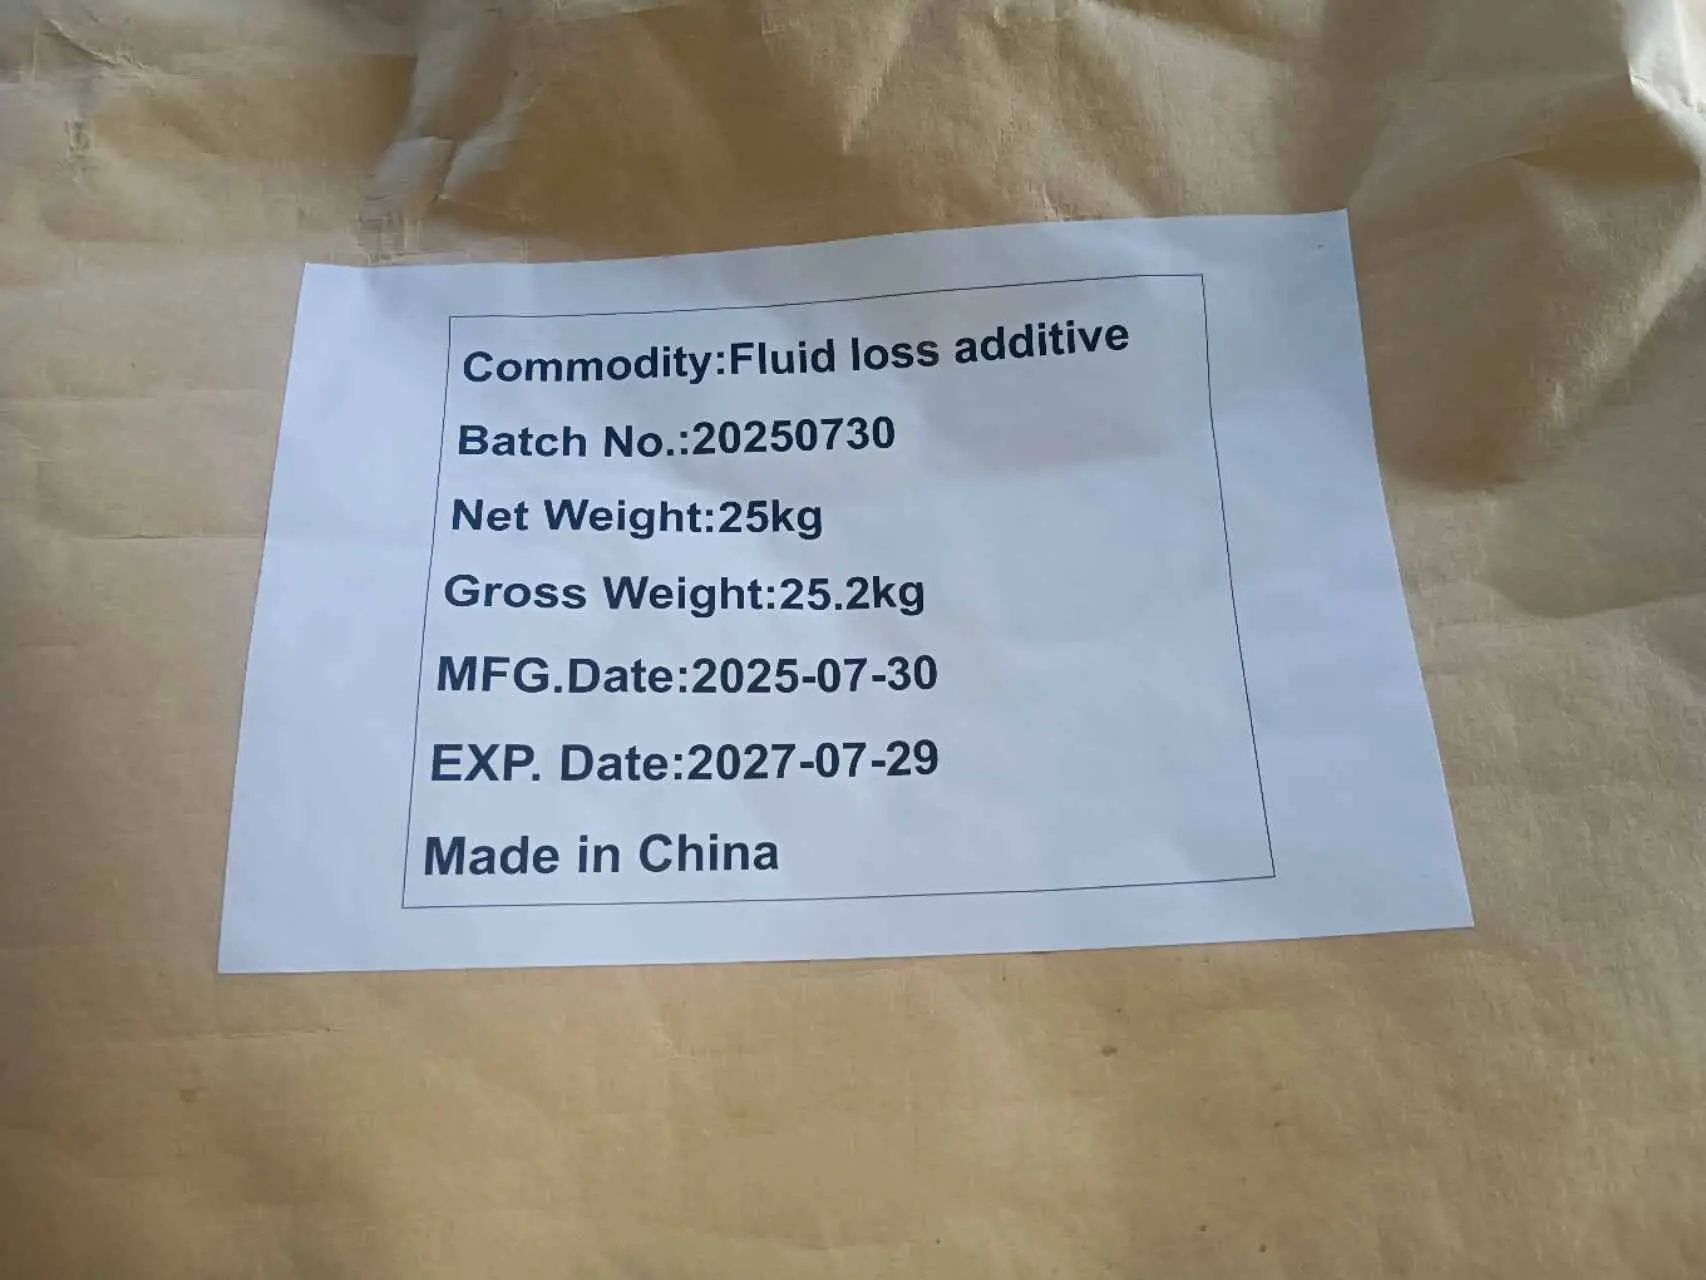 Commodity:Fluid loss additive
Batch No.:20250730
Net Weight:25kg
Gross Weight:25.2kg
MFG.Date:2025-07-30
EXP. Date:2027-07-29
Made in China